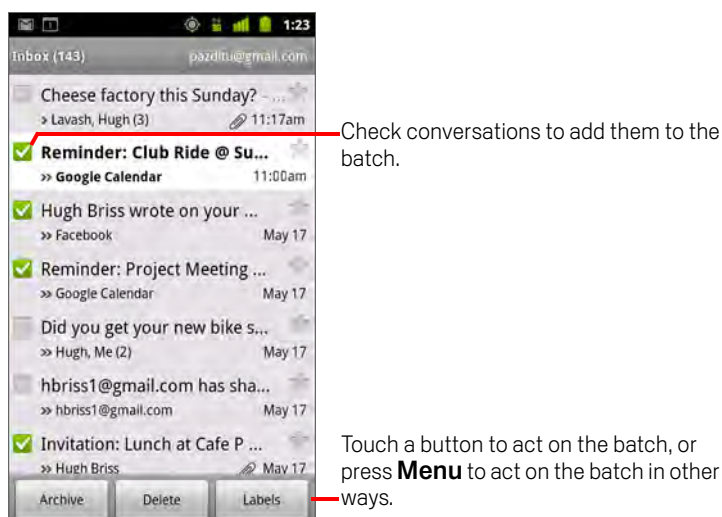 1:23
Inbox (143) pazditu@gmail.com
Cheese factory this Sunday? - ...
› Lavash, Hugh (3) 11:17am
Reminder: Club Ride @ Su...
» Google Calendar 11:00am
Hugh Briss wrote on your ...
» Facebook May 17
Reminder: Project Meeting ...
» Google Calendar May 17
Did you get your new bike s...
» Hugh, Me (2) May 17
hbriss1@gmail.com has sha...
» hbriss1@gmail.com May 17
Invitation: Lunch at Cafe P ...
» Hugh Briss May 17
Archive Delete Labels
Check conversations to add them to the
batch.
Touch a button to act on the batch, or
press Menu to act on the batch in other
ways.